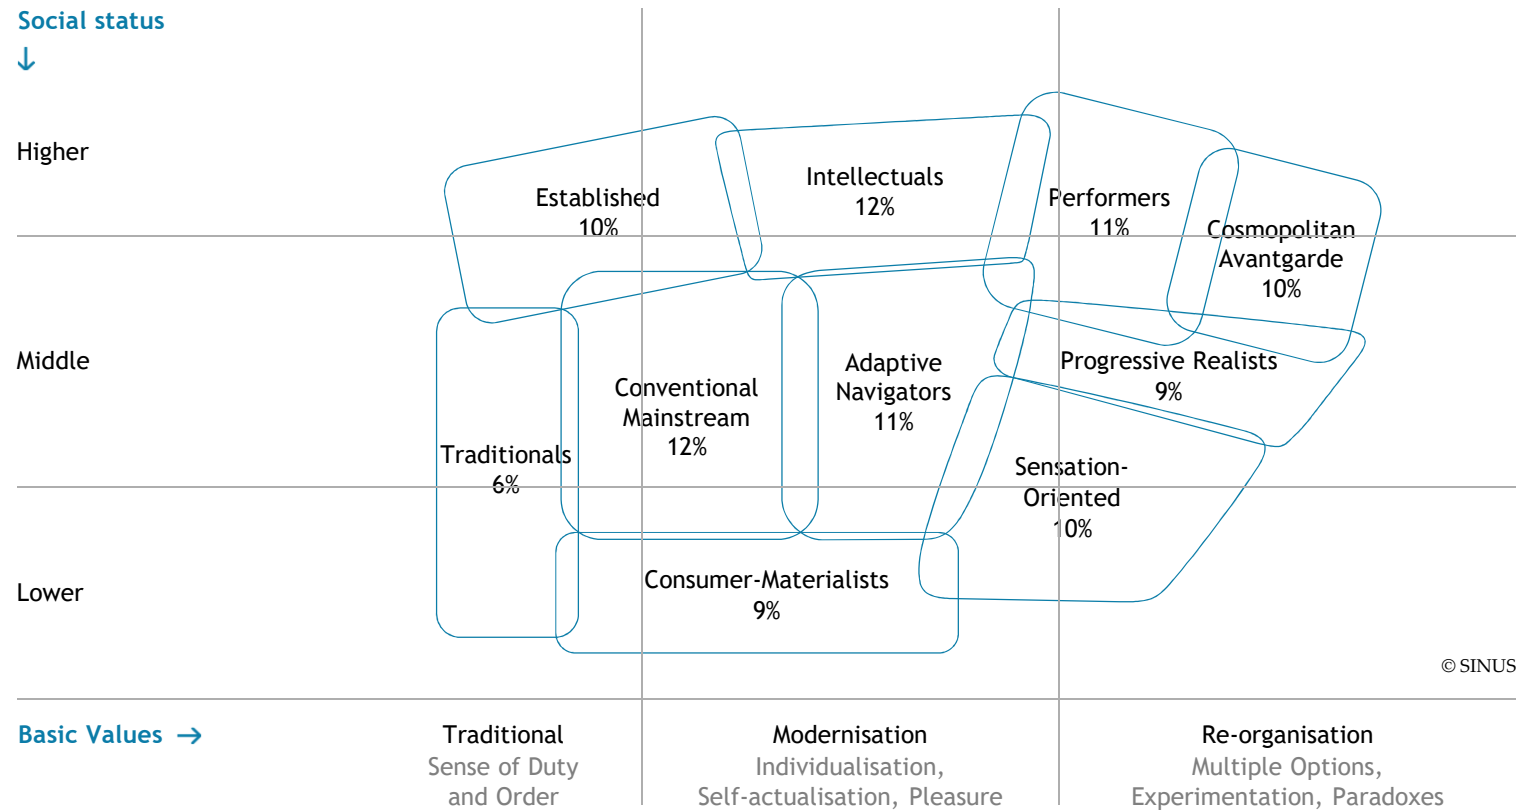 Social status
↓
Higher
Established
10%
Intellectuals
12%
Performers
11%
Cosmopolitan
Avantgarde
10%
Middle
Traditionals
6%
Conventional
Mainstream
12%
Adaptive
Navigators
11%
Progressive Realists
9%
Sensation-
Oriented
10%
Lower
Consumer-Materialists
9%
© SINUS
Basic Values →
Traditional
Sense of Duty
and Order
Modernisation
Individualisation,
Self-actualisation, Pleasure
Re-organisation
Multiple Options,
Experimentation, Paradoxes